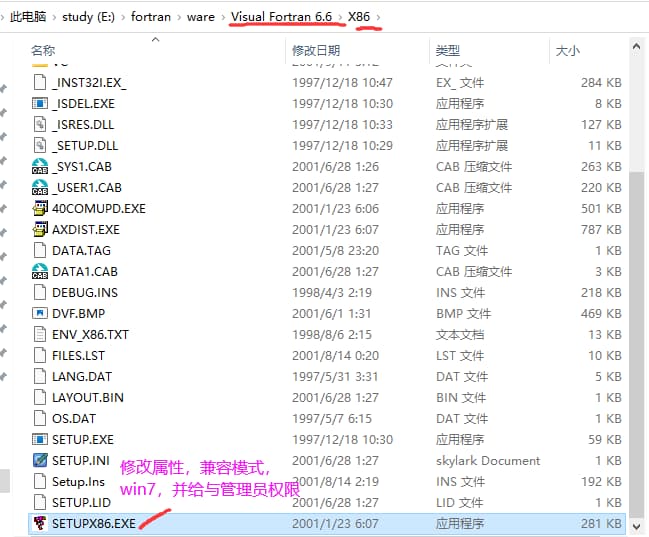 此电脑 › study (E:) › fortran › ware › Visual Fortran 6.6 › X86 ›
名称 修改日期 类型 大小
_INST32I.EX_ 1997/12/18 10:47 EX_ 文件 284 KB
_ISDEL.EXE 1997/12/18 10:30 应用程序 8 KB
_ISRES.DLL 1997/12/18 10:33 应用程序扩展 127 KB
_SETUP.DLL 1997/12/18 10:29 应用程序扩展 11 KB
_SYS1.CAB 2001/6/28 1:26 CAB 压缩文件 263 KB
_USER1.CAB 2001/6/28 1:27 CAB 压缩文件 220 KB
40COMUPD.EXE 2001/1/23 6:06 应用程序 501 KB
AXDIST.EXE 2001/1/23 6:07 应用程序 787 KB
DATA.TAG 2001/5/8 23:20 TAG 文件 1 KB
DATA1.CAB 2001/6/28 1:27 CAB 压缩文件 3 KB
DEBUG.INS 1998/4/3 2:19 INS 文件 218 KB
DVF.BMP 2001/6/1 1:31 BMP 文件 469 KB
ENV_X86.TXT 1998/8/6 2:15 文本文档 13 KB
FILES.LST 2001/8/14 0:20 LST 文件 10 KB
LANG.DAT 1997/5/31 3:31 DAT 文件 5 KB
LAYOUT.BIN 2001/6/28 1:27 BIN 文件 1 KB
OS.DAT 1997/5/7 6:15 DAT 文件 1 KB
SETUP.EXE 1997/12/18 10:30 应用程序 59 KB
SETUP.INI 2001/6/28 1:27 skylark Document 1 KB
修改属性，兼容模式，
Setup.Ins 2001/8/14 2:19 INS 文件 192 KB
win7，并给与管理员权限
SETUP.LID 2001/6/28 1:27 LID 文件 1 KB
SETUPX86.EXE 2001/1/23 6:07 应用程序 281 KB